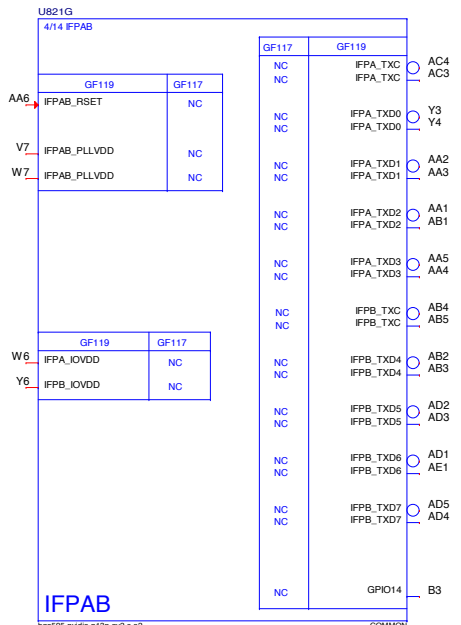 U821G
4/14 IFPAB
GF117 GF119
NC IFPA_TXC AC4
NC IFPA_TXC AC3
GF119 GF117
AA6 IFPAB_RSET NC
NC IFPA_TXD0 Y3
NC IFPA_TXD0 Y4
V7 IFPAB_PLLVDD NC
W7 IFPAB_PLLVDD NC
NC IFPA_TXD1 AA2
NC IFPA_TXD1 AA3
NC IFPA_TXD2 AA1
NC IFPA_TXD2 AB1
NC IFPA_TXD3 AA5
NC IFPA_TXD3 AA4
NC IFPB_TXC AB4
NC IFPB_TXC AB5
GF119 GF117
W6 IFPA_IOVDD NC
Y6 IFPB_IOVDD NC
NC IFPB_TXD4 AB2
NC IFPB_TXD4 AB3
NC IFPB_TXD5 AD2
NC IFPB_TXD5 AD3
NC IFPB_TXD6 AD1
NC IFPB_TXD6 AE1
NC IFPB_TXD7 AD5
NC IFPB_TXD7 AD4
NC GPIO14 B3
IFPAB
COMMON